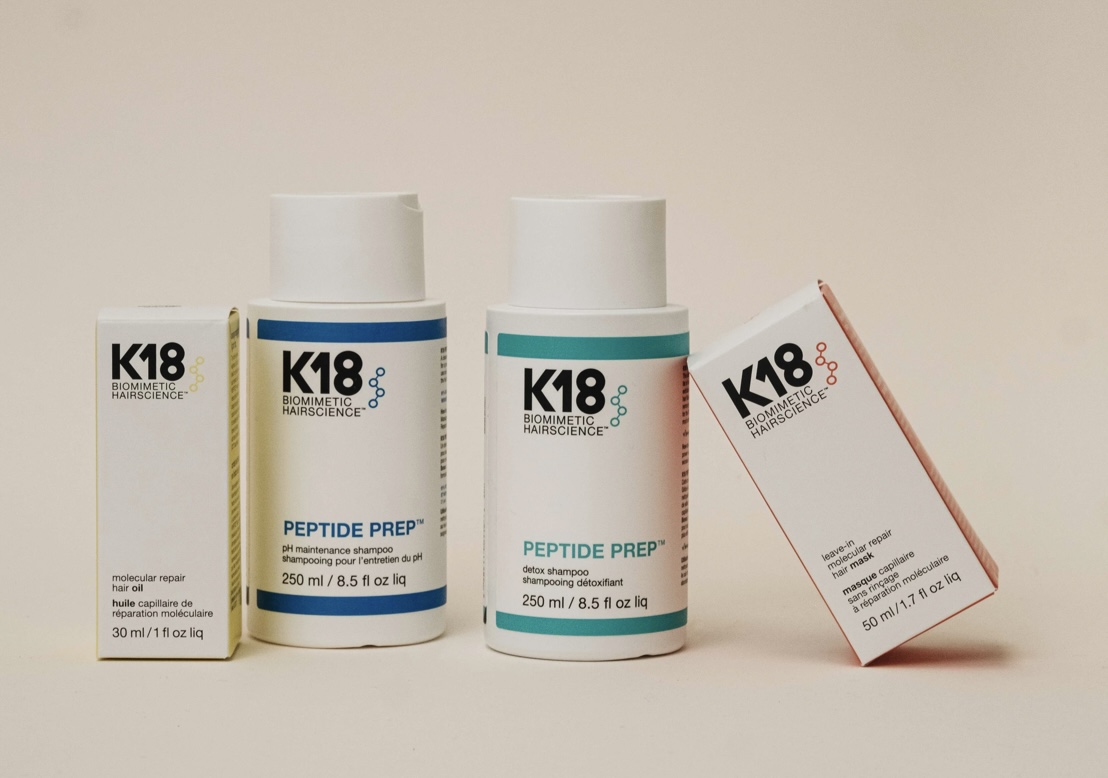 K18
BIOMIMETIC
HAIRSCIENCE™
molecular repair
hair oil
huile capillaire de
réparation moléculaire
30 ml / 1 fl oz liq
K18
BIOMIMETIC
HAIRSCIENCE™
PEPTIDE PREP™
pH maintenance shampoo
shampooing pour l'entretien du pH
250 ml / 8.5 fl oz liq
K18
BIOMIMETIC
HAIRSCIENCE™
PEPTIDE PREP™
detox shampoo
shampooing détoxifiant
250 ml / 8.5 fl oz liq
K18
BIOMIMETIC
HAIRSCIENCE™
leave-in
molecular repair
hair mask
masque capillaire
sans rinçage
à réparation moléculaire
50 ml / 1.7 fl oz liq